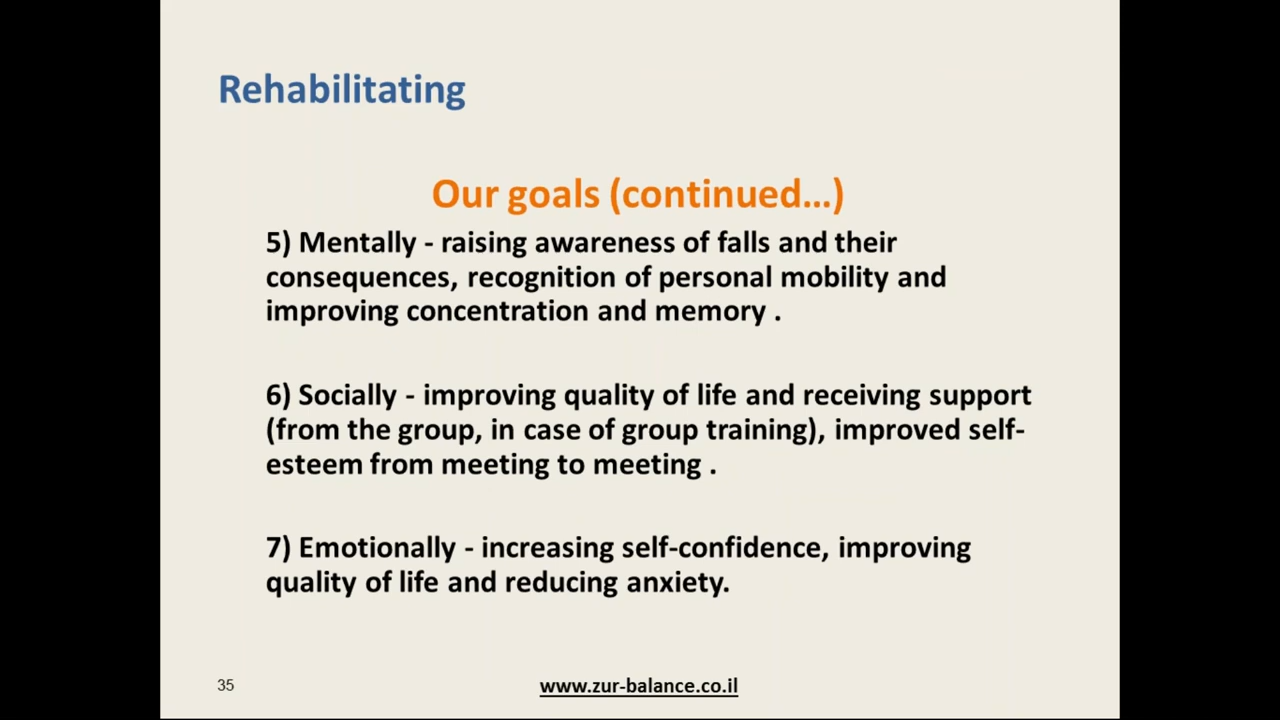 Rehabilitating
Our goals (continued…)
5) Mentally - raising awareness of falls and their
consequences, recognition of personal mobility and
improving concentration and memory .
6) Socially - improving quality of life and receiving support
(from the group, in case of group training), improved self-
esteem from meeting to meeting .
7) Emotionally - increasing self-confidence, improving
quality of life and reducing anxiety.
35
www.zur-balance.co.il